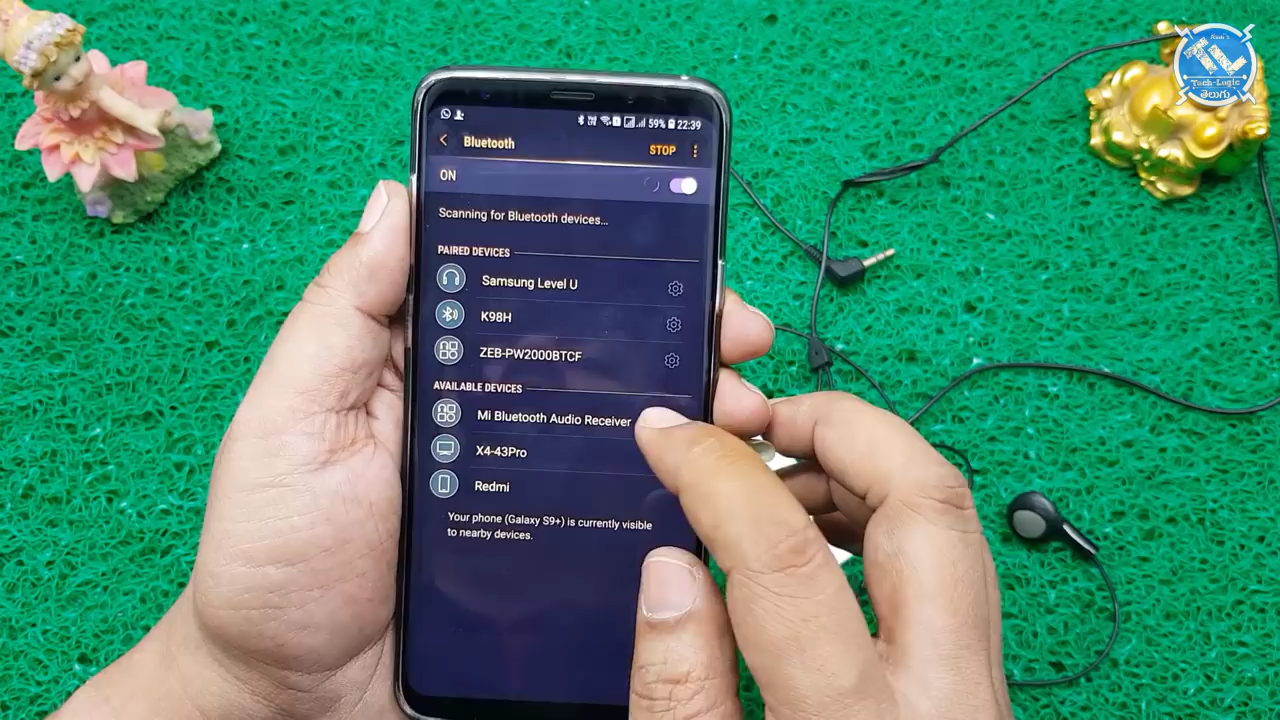 59% 22:39
Bluetooth
STOP
ON
Scanning for Bluetooth devices...
PAIRED DEVICES
Samsung Level U
K98H
ZEB-PW2000BTCF
AVAILABLE DEVICES
Mi Bluetooth Audio Receiver
X4-43Pro
Redmi
Your phone (Galaxy S9+) is currently visible
to nearby devices.
TL
Tech-Logic
తెలుగు